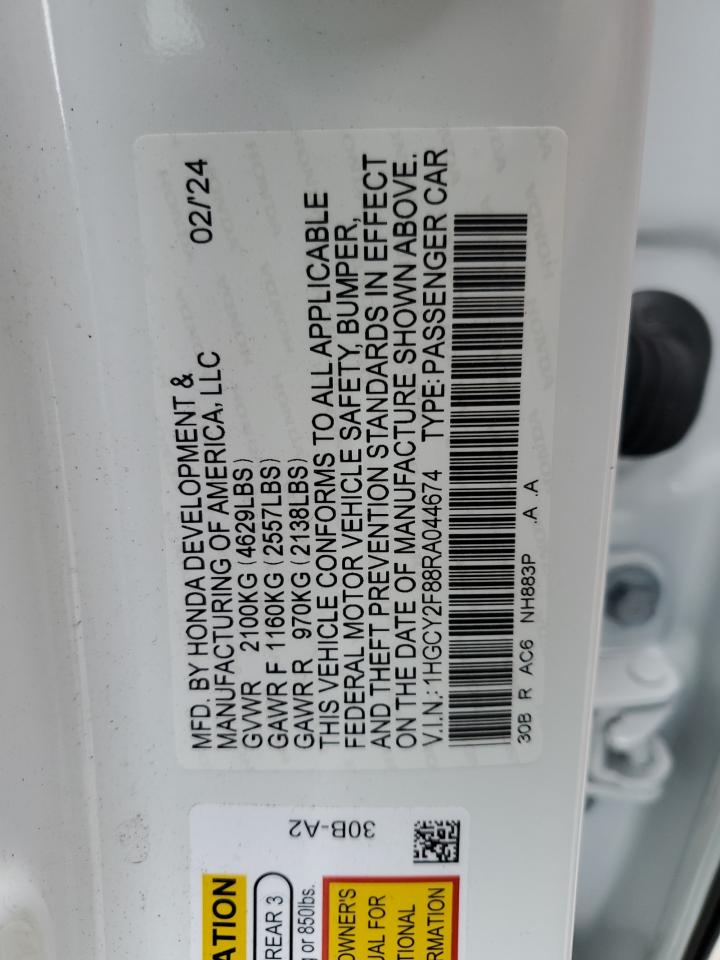 MFD. BY HONDA DEVELOPMENT & 02/'24
MANUFACTURING OF AMERICA, LLC
GVWR 2100KG (4629LBS)
GAWR F 1160KG (2557LBS)
GAWR R 970KG (2138LBS)
THIS VEHICLE CONFORMS TO ALL APPLICABLE
FEDERAL MOTOR VEHICLE SAFETY, BUMPER,
AND THEFT PREVENTION STANDARDS IN EFFECT
ON THE DATE OF MANUFACTURE SHOWN ABOVE.
V.I.N.: 1HGCY2F88RA044674 TYPE: PASSENGER CAR
30B R AC6 NH883P .A .A
30B-A2
ATION
REAR 3
g or 850lbs.
OWNER'S
UAL FOR
TIONAL
RMATION